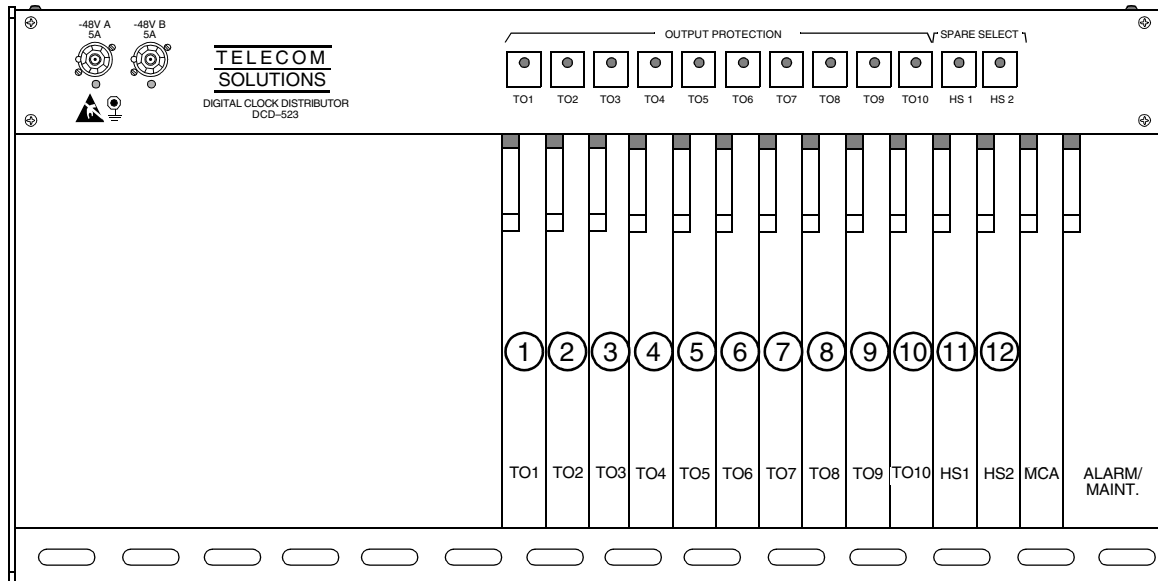 -48V A
5A
-48V B
5A
TELECOM
SOLUTIONS
DIGITAL CLOCK DISTRIBUTOR
DCD–523
OUTPUT PROTECTION
SPARE SELECT
TO1 TO2 TO3 TO4 TO5 TO6 TO7 TO8 TO9 TO10 HS 1 HS 2
1 2 3 4 5 6 7 8 9 10 11 12
TO1 TO2 TO3 TO4 TO5 TO6 TO7 TO8 TO9 TO10 HS1 HS2 MCA ALARM/
MAINT.